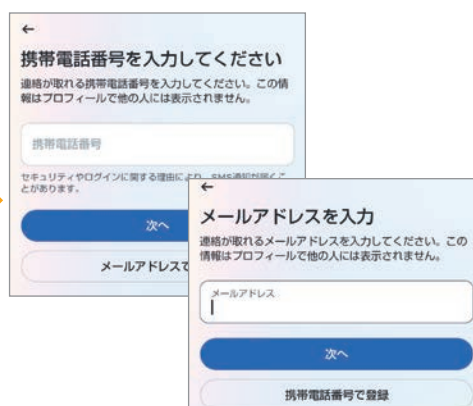 ←
携帯電話番号を入力してください
連絡が取れる携帯電話番号を入力してください。この情
報はプロフィールで他の人には表示されません。
携帯電話番号
セキュリティやログインに関する理由により、SMS通知が届くこ
とがあります。
次へ
メールアドレスで
←
メールアドレスを入力
連絡が取れるメールアドレスを入力してください。この
情報はプロフィールで他の人には表示されません。
メールアドレス
次へ
携帯電話番号で登録